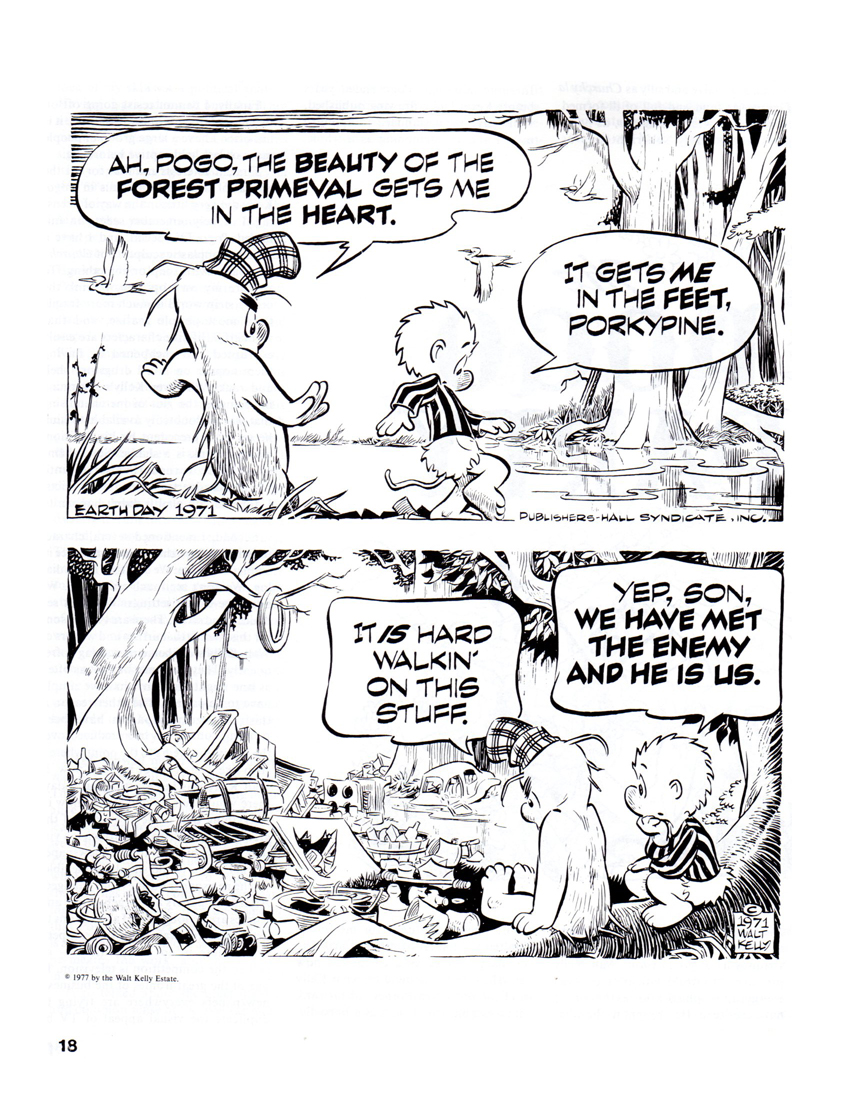 AH, POGO, THE BEAUTY OF THE
FOREST PRIMEVAL GETS ME
IN THE HEART.
IT GETS ME
IN THE FEET,
PORKYPINE.
EARTH DAY 1971
PUBLISHERS-HALL SYNDICATE, INC.
IT IS HARD
WALKIN'
ON THIS
STUFF.
YEP, SON,
WE HAVE MET
THE ENEMY
AND HE IS US.
©
1971
WALT
KELLY
© 1977 by the Walt Kelly Estate.
18